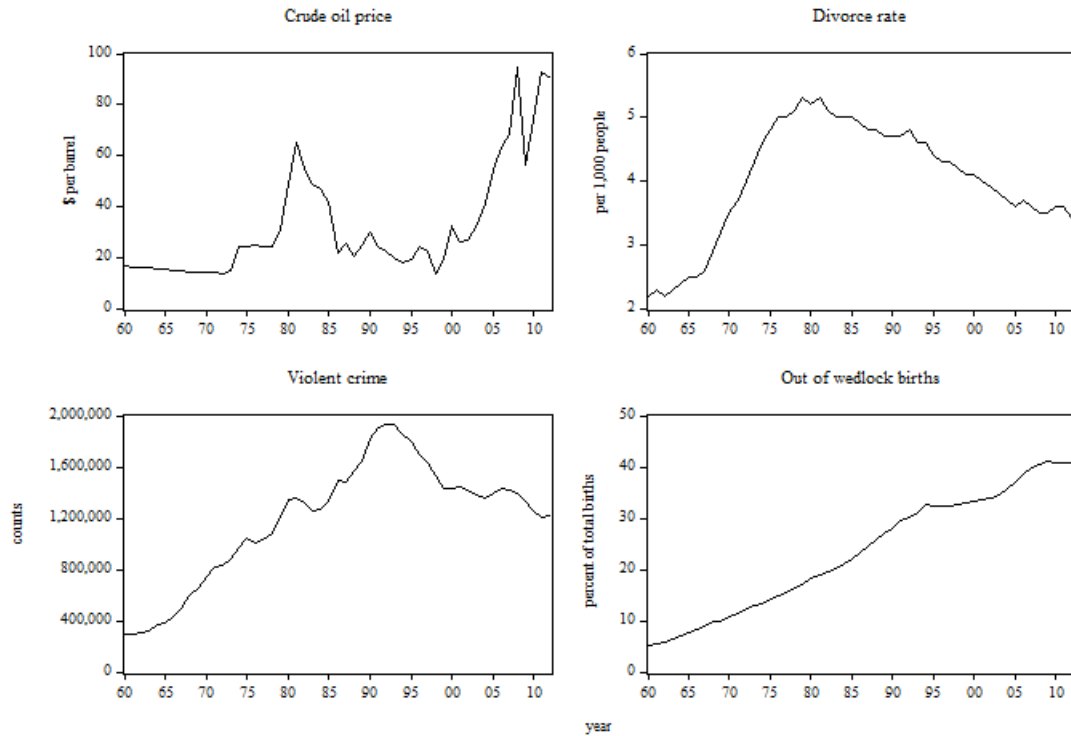 Crude oil price
$ per barrel
100
80
60
40
20
0
60 65 70 75 80 85 90 95 00 05 10
Divorce rate
per 1,000 people
6
5
4
3
2
60 65 70 75 80 85 90 95 00 05 10
Violent crime
counts
2,000,000
1,600,000
1,200,000
800,000
400,000
0
60 65 70 75 80 85 90 95 00 05 10
Out of wedlock births
percent of total births
50
40
30
20
10
0
60 65 70 75 80 85 90 95 00 05 10
year